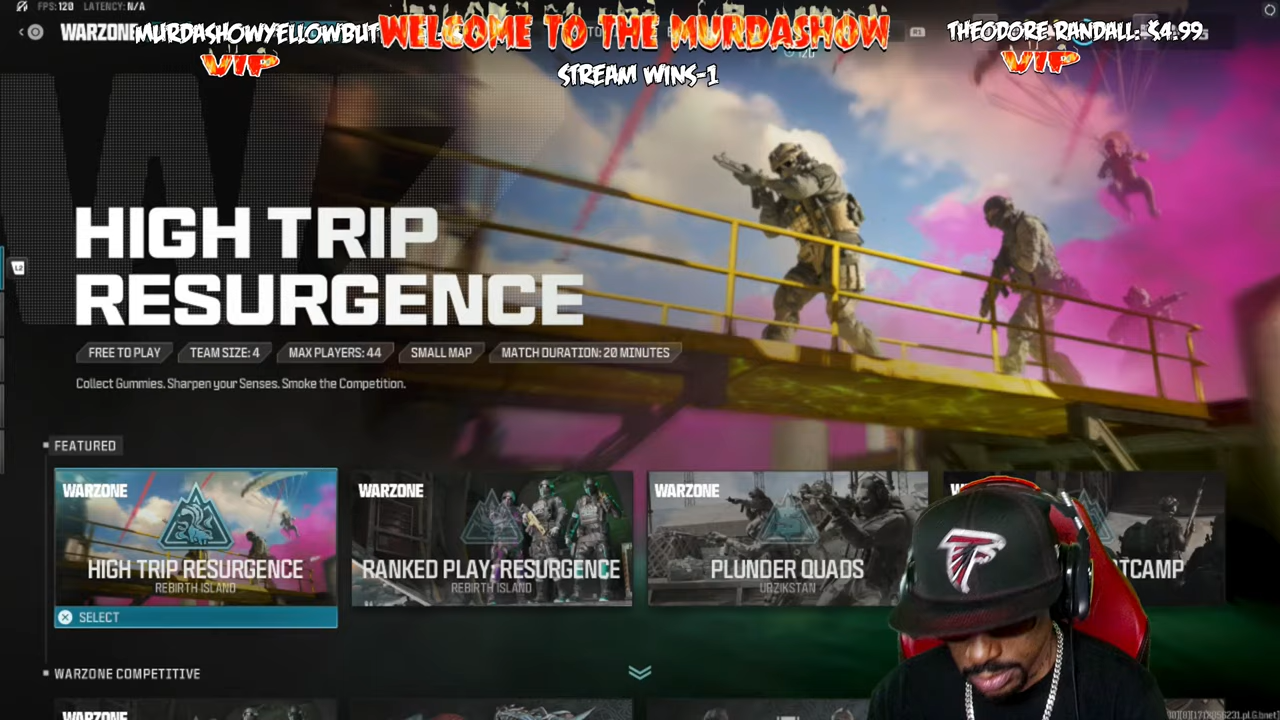 FPS: 120 LATENCY: N/A
WARZONE
MURDASHOWYELLOWBUT
WELCOME TO THE MURDASHOW
THEODORE RANDALL: $4.99
VIP
VIP
STREAM WINS-1
HIGH TRIP
RESURGENCE
L2
FREE TO PLAY
TEAM SIZE: 4
MAX PLAYERS: 44
SMALL MAP
MATCH DURATION: 20 MINUTES
Collect Gummies. Sharpen your Senses. Smoke the Competition.
FEATURED
WARZONE
HIGH TRIP RESURGENCE
REBIRTH ISLAND
SELECT
WARZONE
RANKED PLAY: RESURGENCE
REBIRTH ISLAND
WARZONE
PLUNDER QUADS
URZIKSTAN
WARZONE COMPETITIVE
WARZONE